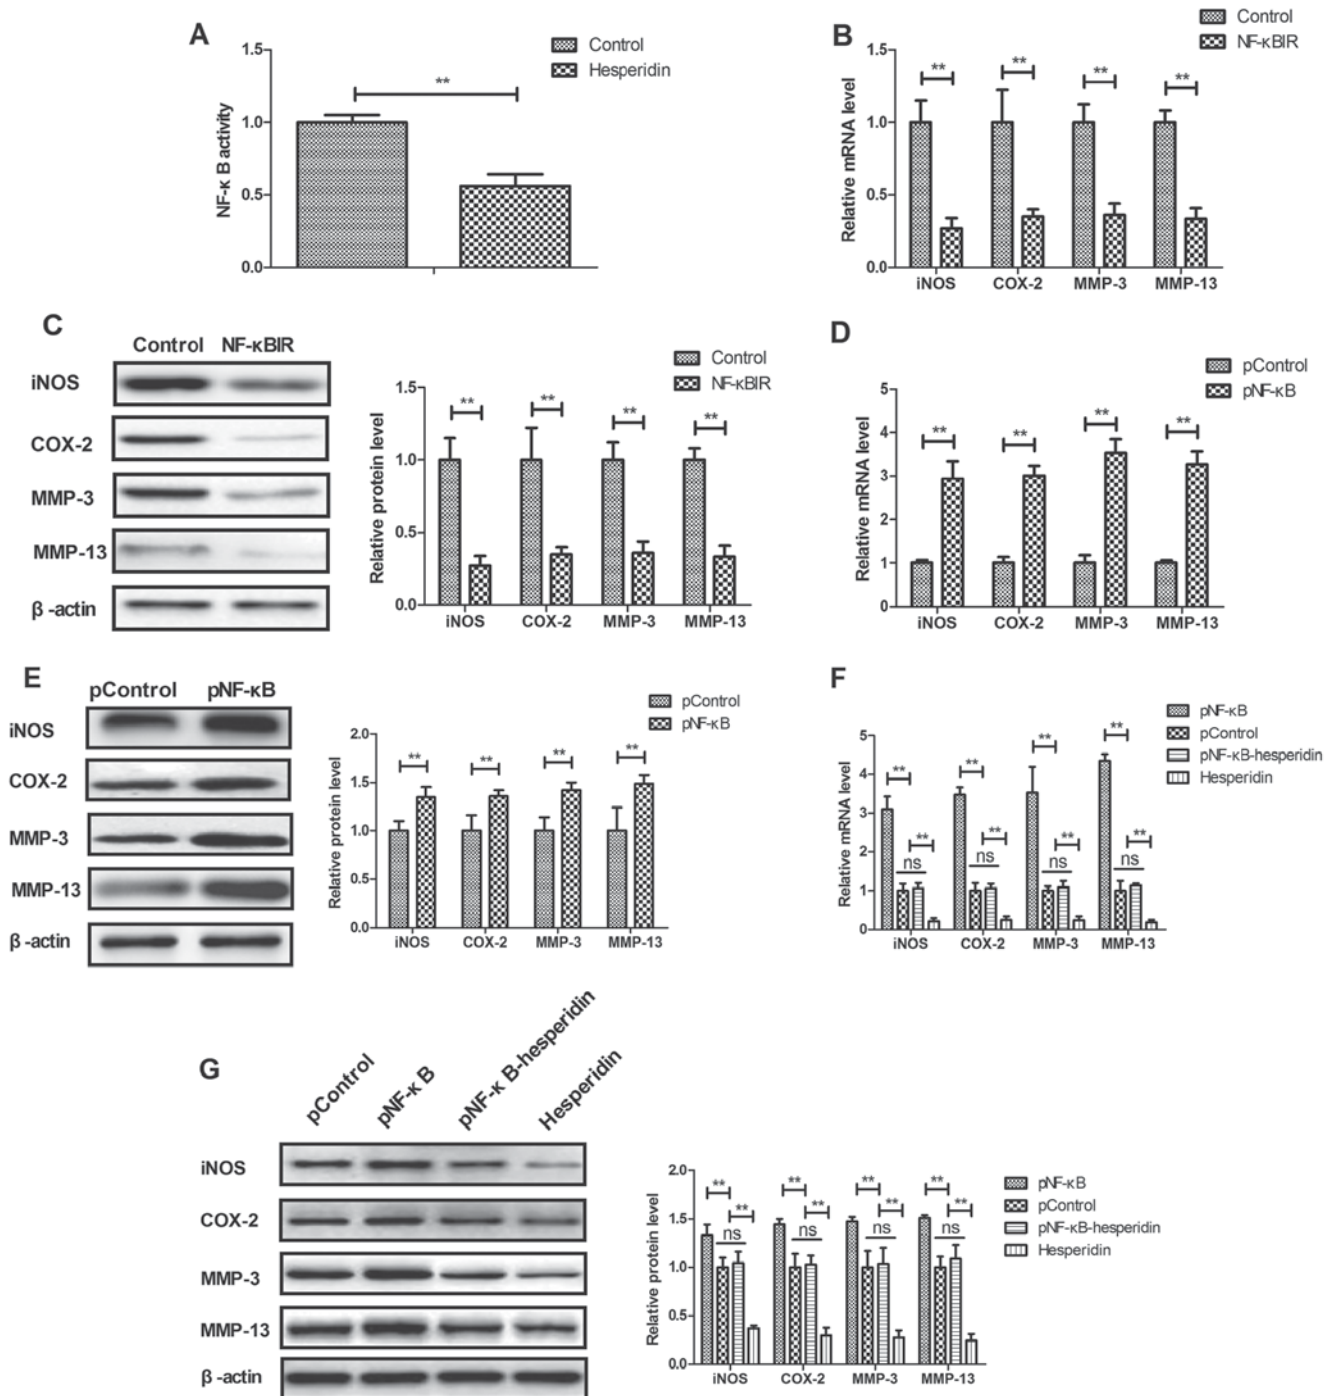 A
Control
Hesperidin
NF-κ B activity
1.5
1.0
0.5
0.0
**
B
Control
NF-κBIR
Relative mRNA level
1.5
1.0
0.5
0.0
** ** ** **
iNOS COX-2 MMP-3 MMP-13
C
Control NF-κBIR
iNOS
COX-2
MMP-3
MMP-13
β -actin
Control
NF-κBIR
Relative protein level
1.5
1.0
0.5
0.0
** ** ** **
iNOS COX-2 MMP-3 MMP-13
D
pControl
pNF-κB
Relative mRNA level
5
4
3
2
1
0
** ** ** **
iNOS COX-2 MMP-3 MMP-13
E
pControl pNF-κB
iNOS
COX-2
MMP-3
MMP-13
β -actin
pControl
pNF-κB
Relative protein level
2.0
1.5
1.0
0.5
0.0
** ** ** **
iNOS COX-2 MMP-3 MMP-13
F
pNF-κB
pControl
pNF-κB-hesperidin
Hesperidin
Relative mRNA level
5
4
3
2
1
0
** ** ** **
** ** ** **
ns ns ns ns
iNOS COX-2 MMP-3 MMP-13
G
pControl pNF-κ B pNF-κ B-hesperidin Hesperidin
iNOS
COX-2
MMP-3
MMP-13
β -actin
pNF-κB
pControl
pNF-κB-hesperidin
Hesperidin
Relative protein level
2.0
1.5
1.0
0.5
0.0
** ** ** **
** ** ** **
ns ns ns ns
iNOS COX-2 MMP-3 MMP-13